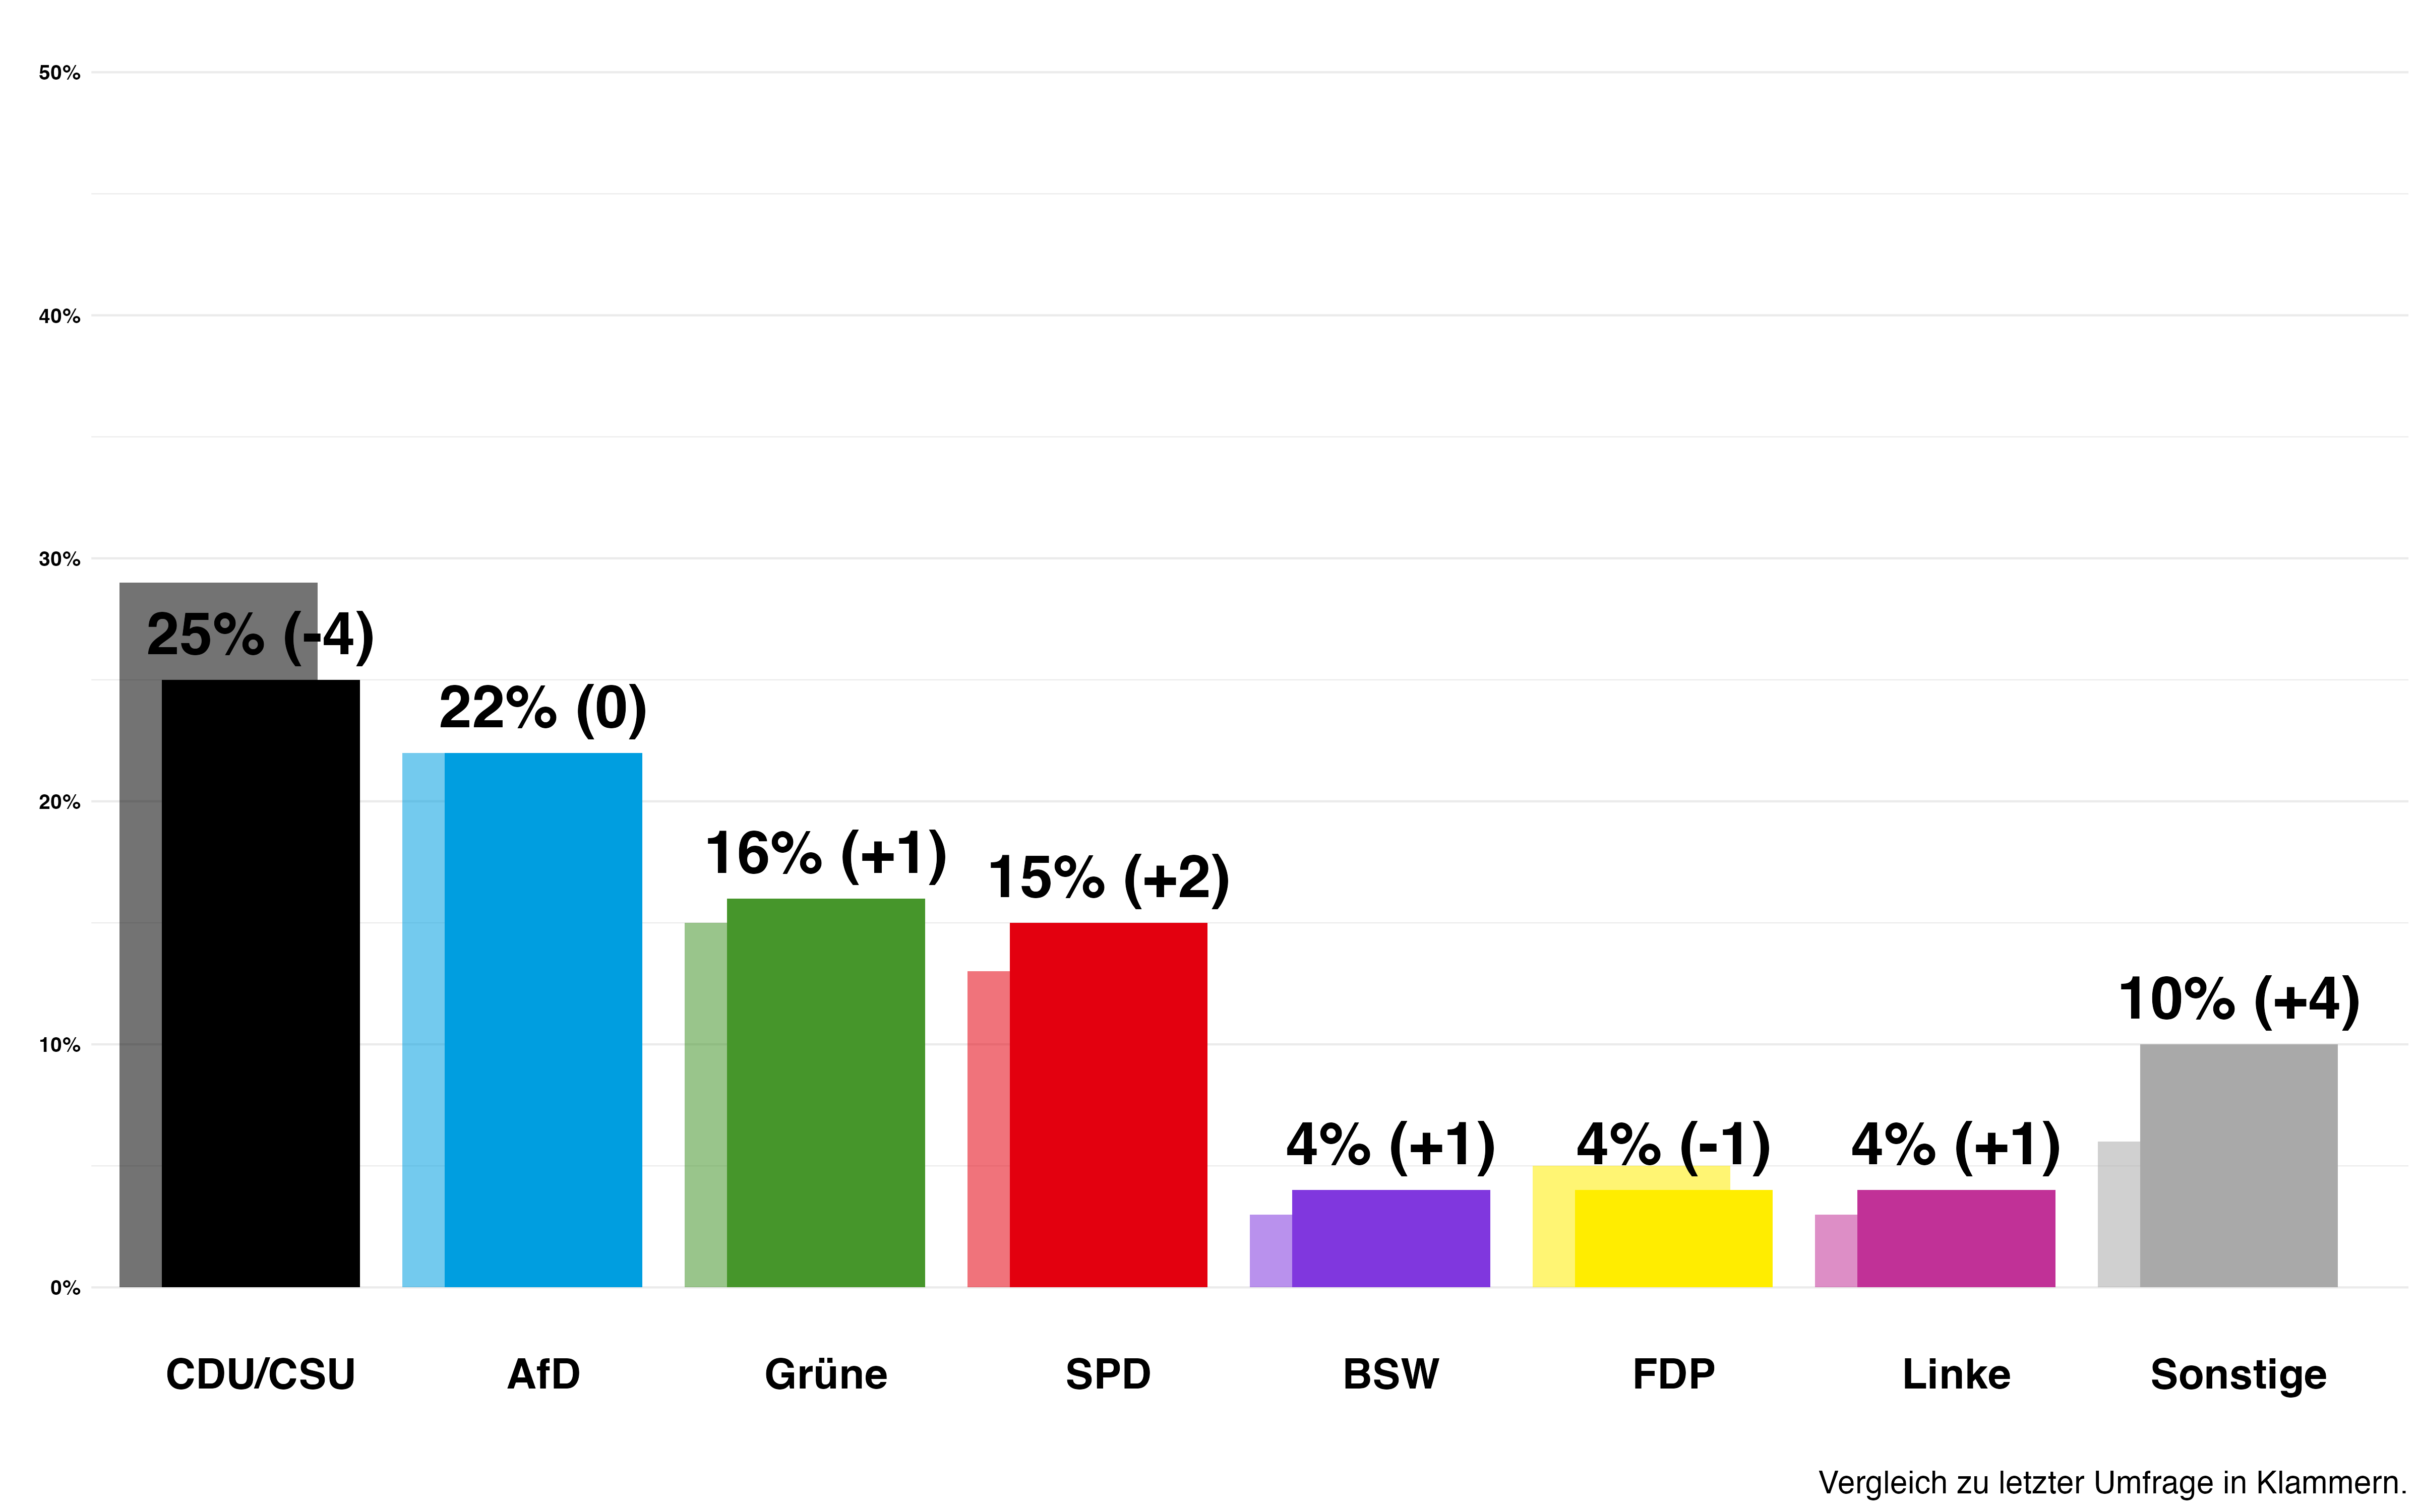 50%
40%
30%
20%
10%
0%
25% (-4)
22% (0)
16% (+1)
15% (+2)
4% (+1)
4% (-1)
4% (+1)
10% (+4)
CDU/CSU
AfD
Grüne
SPD
BSW
FDP
Linke
Sonstige
Vergleich zu letzter Umfrage in Klammern.